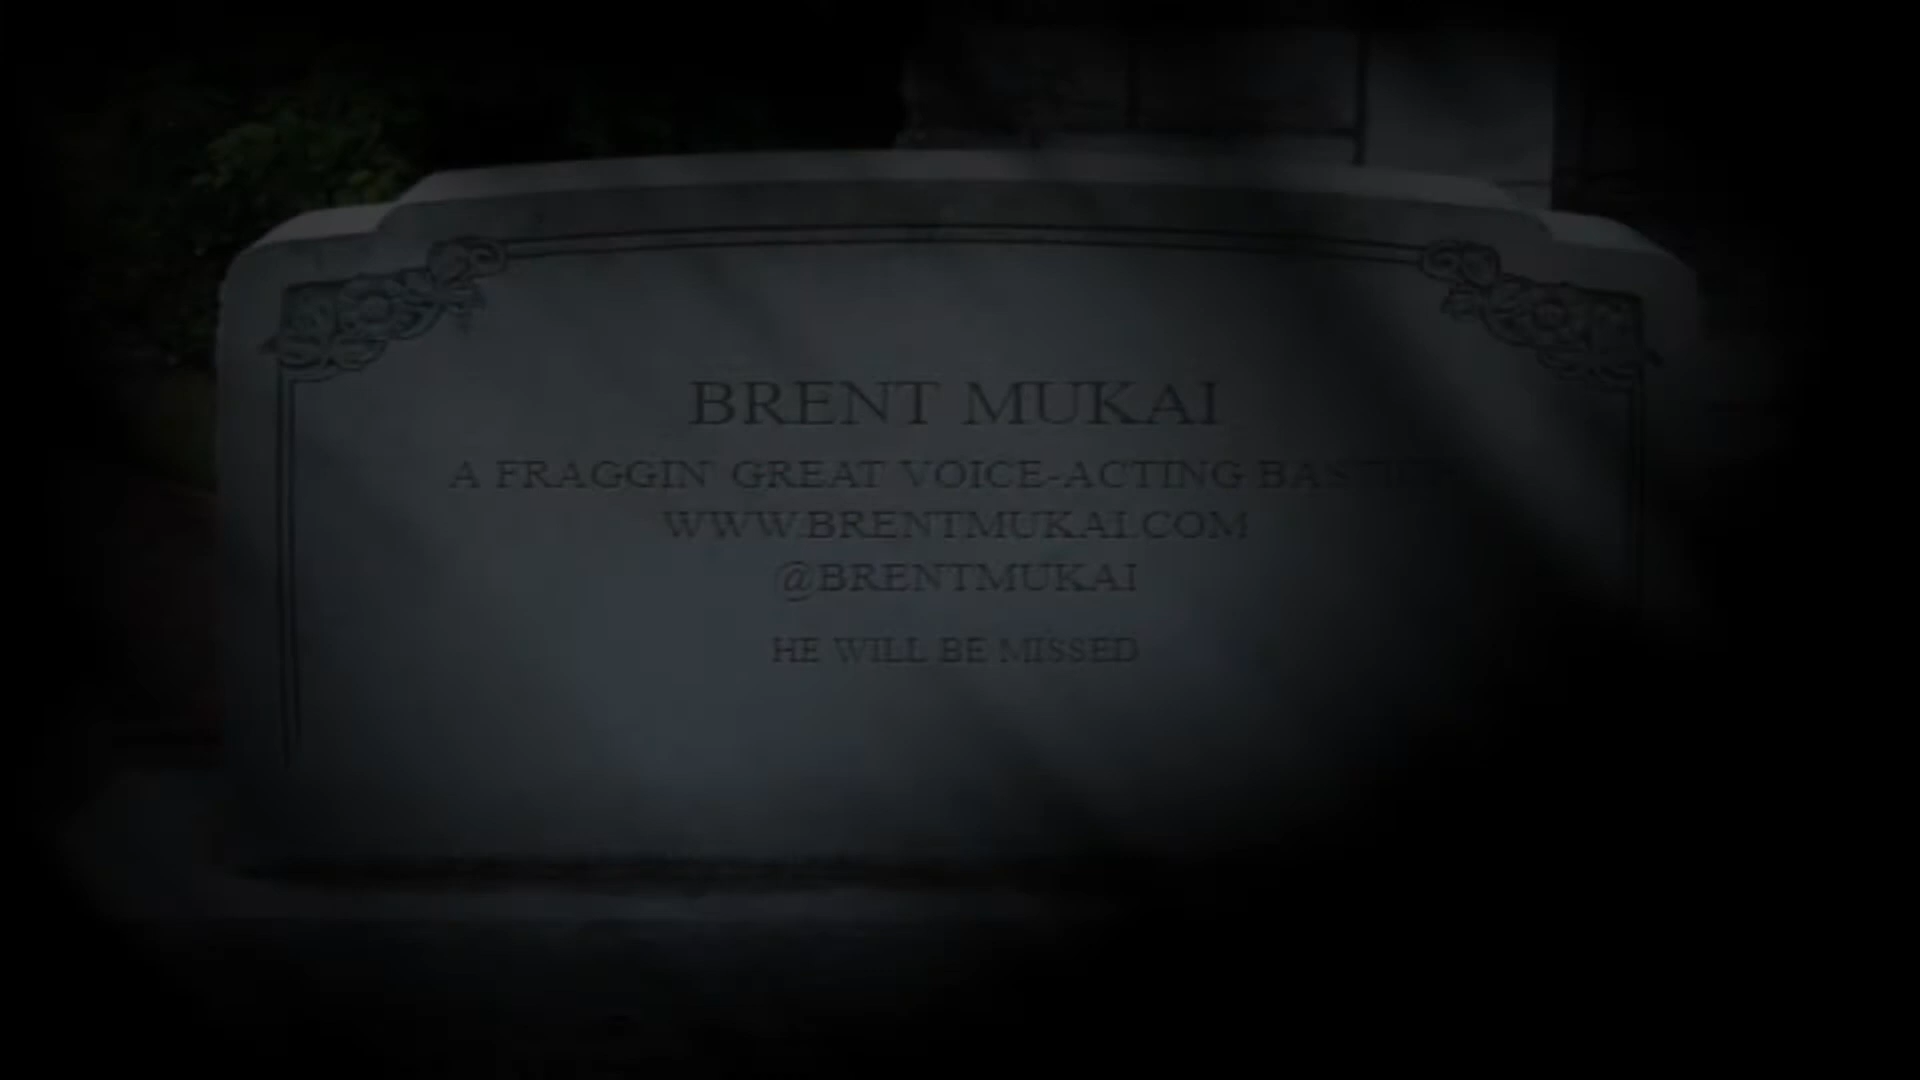 BRENT MUKAI
A FRAGGIN' GREAT VOICE-ACTING
WWW.BRENTMUKAI.COM
@BRENTMUKAI
HE WILL BE MISSED